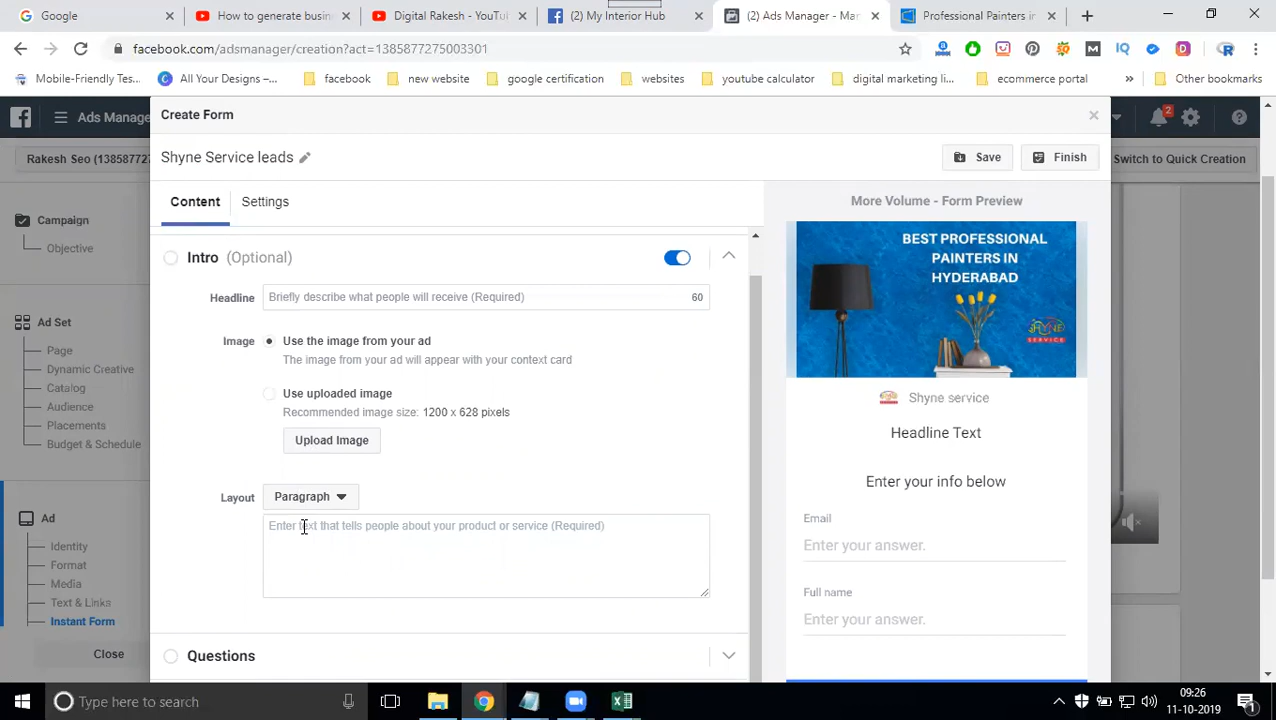 Google
How to generate busin
Digital Rakesh - YouTu
(2) My Interior Hub
(2) Ads Manager - Mar
Professional Painters in
facebook.com/adsmanager/creation?act=1385877275003301
Mobile-Friendly Tes...
All Your Designs –...
facebook
new website
google certification
websites
youtube calculator
digital marketing li...
ecommerce portal
Other bookmarks
Ads Manage
2
Rakesh Seo (1385877
Switch to Quick Creation
Create Form
Shyne Service leads
Save
Finish
Content
Settings
More Volume - Form Preview
Campaign
Objective
Ad Set
Page
Dynamic Creative
Catalog
Audience
Placements
Budget & Schedule
Ad
Identity
Format
Media
Text & Links
Instant Form
Close
Intro (Optional)
Headline
Briefly describe what people will receive (Required)
60
Image
Use the image from your ad
The image from your ad will appear with your context card
Use uploaded image
Recommended image size: 1200 x 628 pixels
Upload Image
Layout
Paragraph
Enter text that tells people about your product or service (Required)
Questions
BEST PROFESSIONAL
PAINTERS IN
HYDERABAD
SHYNE
SERVICE
Shyne service
Headline Text
Enter your info below
Email
Enter your answer.
Full name
Enter your answer.
Type here to search
09:26
11-10-2019
1